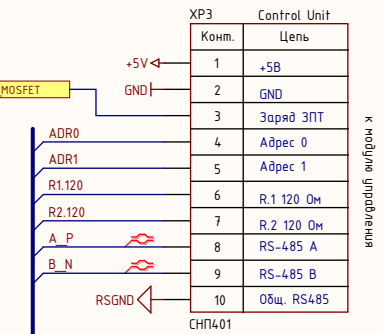 XP3 Control Unit
Конт. Цепь
+5V 1 +5В
GND 2 GND
MOSFET 3 Заряд ЗПТ
ADR0 4 Адрес 0
ADR1 5 Адрес 1
R1.120 6 R.1 120 Ом
R2.120 7 R.2 120 Ом
A_P 8 RS-485 A
B_N 9 RS-485 B
RSGND 10 Общ. RS485
СНП401
к модулю управления